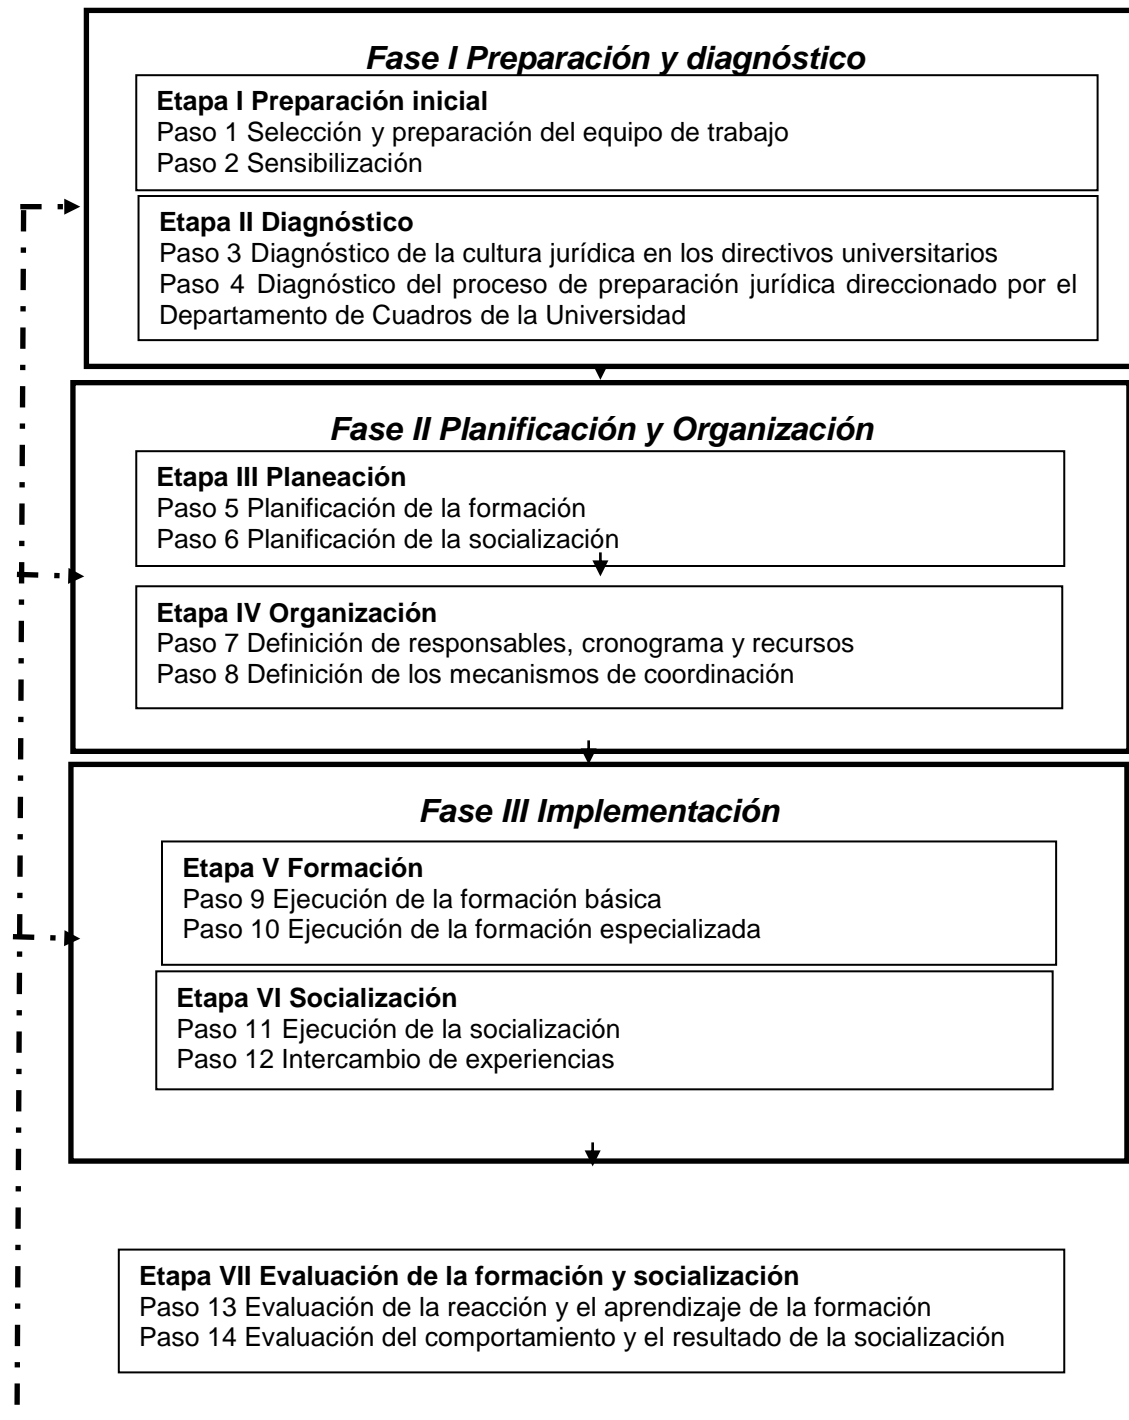 Fase I Preparación y diagnóstico
Etapa I Preparación inicial
Paso 1 Selección y preparación del equipo de trabajo
Paso 2 Sensibilización
Etapa II Diagnóstico
Paso 3 Diagnóstico de la cultura jurídica en los directivos universitarios
Paso 4 Diagnóstico del proceso de preparación jurídica direccionado por el
Departamento de Cuadros de la Universidad
Fase II Planificación y Organización
Etapa III Planeación
Paso 5 Planificación de la formación
Paso 6 Planificación de la socialización
Etapa IV Organización
Paso 7 Definición de responsables, cronograma y recursos
Paso 8 Definición de los mecanismos de coordinación
Fase III Implementación
Etapa V Formación
Paso 9 Ejecución de la formación básica
Paso 10 Ejecución de la formación especializada
Etapa VI Socialización
Paso 11 Ejecución de la socialización
Paso 12 Intercambio de experiencias
Etapa VII Evaluación de la formación y socialización
Paso 13 Evaluación de la reacción y el aprendizaje de la formación
Paso 14 Evaluación del comportamiento y el resultado de la socialización